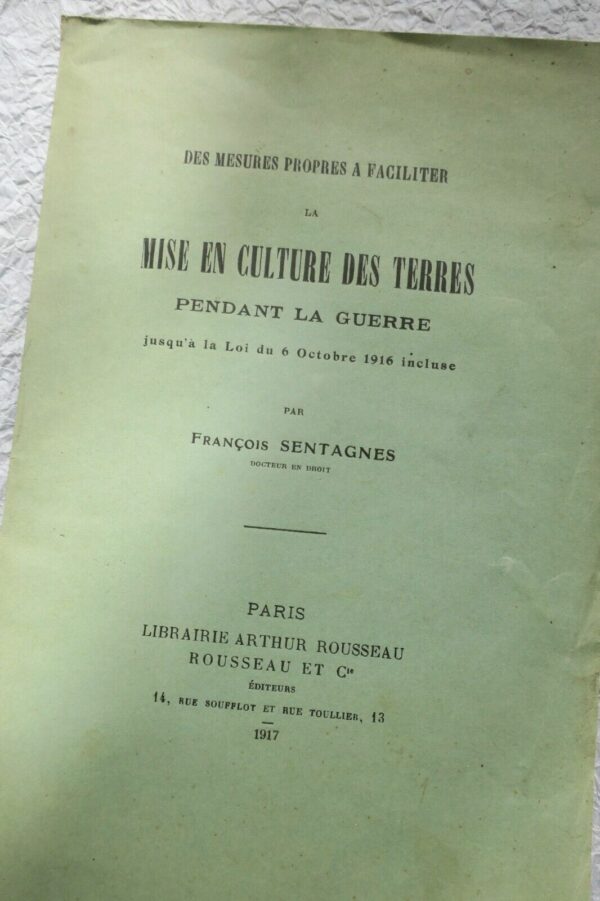 DES MESURES PROPRES A FACILITER
LA
MISE EN CULTURE DES TERRES
PENDANT LA GUERRE
jusqu'à la Loi du 6 Octobre 1916 incluse
PAR
FRANÇOIS SENTAGNES
DOCTEUR EN DROIT
PARIS
LIBRAIRIE ARTHUR ROUSSEAU
ROUSSEAU ET Cie
ÉDITEURS
14, RUE SOUFFLOT ET RUE TOULLIER, 13
1917